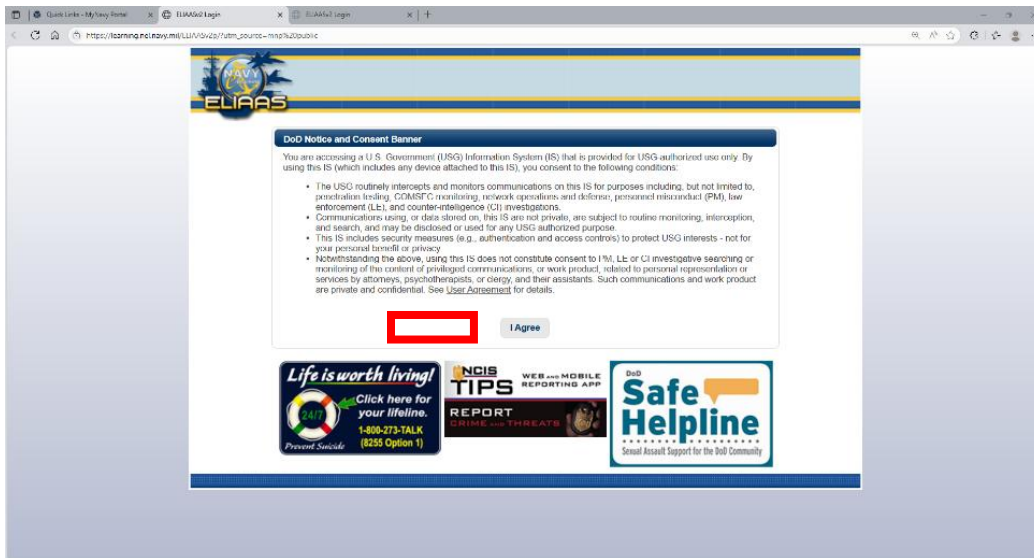 Quick Links - MyNavy Portal
ELIAASv2 Login
ELIAASv2 Login
https://learning.nel.navy.mil/ELIAASv2p/?utm_source=mnp%20public
NAVY
ELIAAS
DoD Notice and Consent Banner
You are accessing a U.S. Government (USG) Information System (IS) that is provided for USG-authorized use only. By
using this IS (which includes any device attached to this IS), you consent to the following conditions:
• The USG routinely intercepts and monitors communications on this IS for purposes including, but not limited to,
penetration testing, COMSEC monitoring, network operations and defense, personnel misconduct (PM), law
enforcement (LE), and counter-intelligence (CI) investigations.
• Communications using, or data stored on, this IS are not private, are subject to routine monitoring, interception,
and search, and may be disclosed or used for any USG authorized purpose.
• This IS includes security measures (e.g., authentication and access controls) to protect USG interests - not for
your personal benefit or privacy
• Notwithstanding the above, using this IS does not constitute consent to PM, LE or CI investigative searching or
monitoring of the content of privileged communications, or work product, related to personal representation or
services by attorneys, psychotherapists, or clergy, and their assistants. Such communications and work product
are private and confidential. See User Agreement for details.
I Agree
Life is worth living!
24/7
Click here for
your lifeline.
1-800-273-TALK
(8255 Option 1)
Prevent Suicide
NCIS
TIPS
WEB AND MOBILE
REPORTING APP
REPORT
CRIME AND THREATS
DoD
Safe
Helpline
Sexual Assault Support for the DoD Community